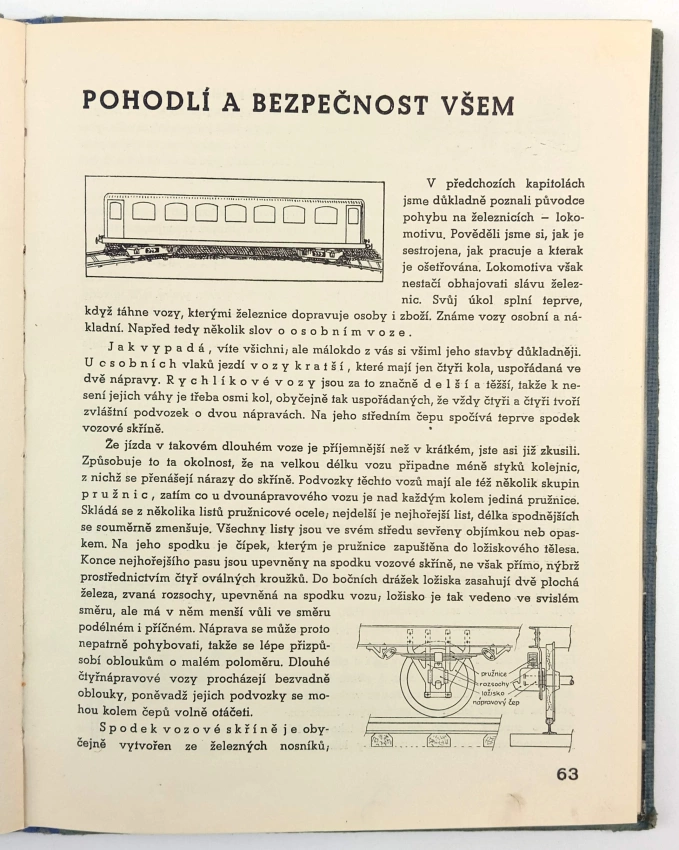 POHODLÍ A BEZPEČNOST VŠEM
V předchozích kapitolách
jsme důkladně poznali původce
pohybu na železnicích – loko-
motivu. Pověděli jsme si, jak je
sestrojena, jak pracuje a kterak
je ošetřována. Lokomotiva však
nestačí obhajovati slávu želez-
nic. Svůj úkol splní teprve,
když táhne vozy, kterými železnice dopravuje osoby i zboží. Známe vozy osobní a ná-
kladní. Napřed tedy několik slov o osobním voze.
Jak vypadá, víte všichni; ale málokdo z vás si všiml jeho stavby důkladněji.
U osobních vlaků jezdí vozy kratší, které mají jen čtyři kola, uspořádaná ve
dvě nápravy. Rychlíkové vozy jsou za to značně delší a těžší, takže k ne-
sení jejich váhy je třeba osmi kol, obyčejně tak uspořádaných, že vždy čtyři a čtyři tvoří
zvláštní podvozek o dvou nápravách. Na jeho středním čepu spočívá teprve spodek
vozové skříně.
Že jízda v takovém dlouhém voze je příjemnější než v krátkém, jste asi již zkusili.
Způsobuje to ta okolnost, že na velkou délku vozu připadne méně styků kolejnic,
z nichž se přenášejí nárazy do skříně. Podvozky těchto vozů mají ale též několik skupin
pružnic, zatím co u dvounápravového vozu je nad každým kolem jediná pružnice.
Skládá se z několika listů pružnicové ocele; nejdelší je nejhořejší list, délka spodnějších
se souměrně zmenšuje. Všechny listy jsou ve svém středu sevřeny objímkou neb opas-
kem. Na jeho spodku je čípek, kterým je pružnice zapuštěna do ložiskového tělesa.
Konce nejhořejšího pasu jsou upevněny na spodku vozové skříně, ne však přímo, nýbrž
prostřednictvím čtyř oválných kroužků. Do bočních drážek ložiska zasahují dvě plochá
železa, zvaná rozsochy, upevněná na spodku vozu; ložisko je tak vedeno ve svislém
směru, ale má v něm menší vůli ve směru
podélném i příčném. Náprava se může proto
nepatrně pohybovati, takže se lépe přizpů-
sobí obloukům o malém poloměru. Dlouhé
čtyřnápravové vozy procházejí bezvadně
oblouky, poněvadž jejich podvozky se mo-
hou kolem čepů volně otáčeti.
Spodek vozové skříně je oby-
čejně vytvořen ze železných nosníků,
pružnice
rozsochy
ložisko
nápravový čep
63